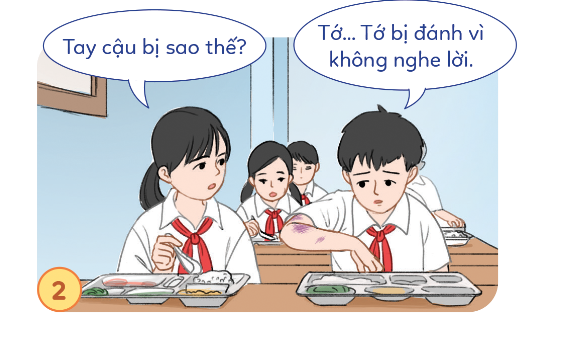 Tay cậu bị sao thế?
Tớ... Tớ bị đánh vì
không nghe lời.
2